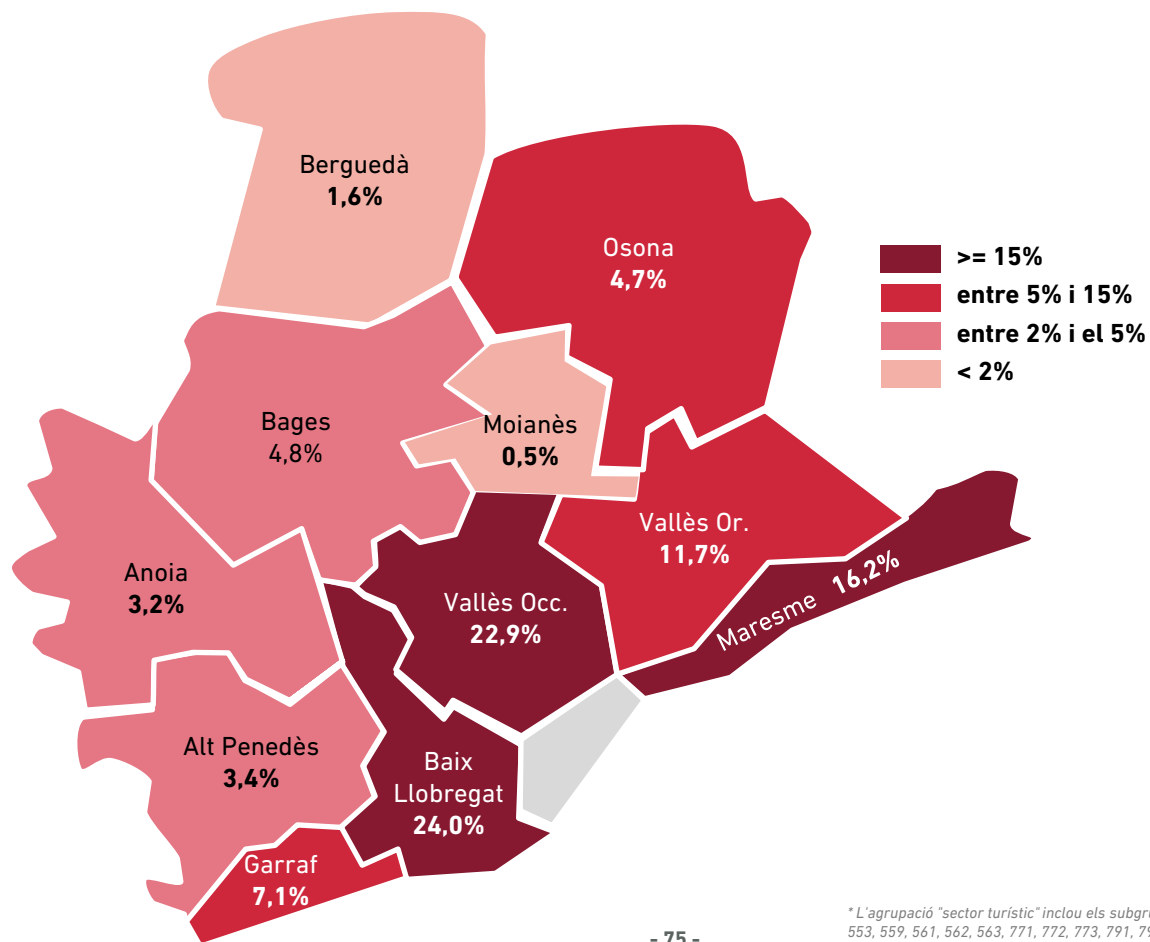 Berguedà
1,6%
Osona
4,7%
>= 15%
entre 5% i 15%
entre 2% i el 5%
< 2%
Bages
4,8%
Moianès
0,5%
Vallès Or.
11,7%
Maresme 16,2%
Anoia
3,2%
Vallès Occ.
22,9%
Alt Penedès
3,4%
Baix
Llobregat
24,0%
Garraf
7,1%
- 75 -
* L'agrupació "sector turístic" inclou els
553, 559, 561, 562, 563, 771, 772, 773, 791,